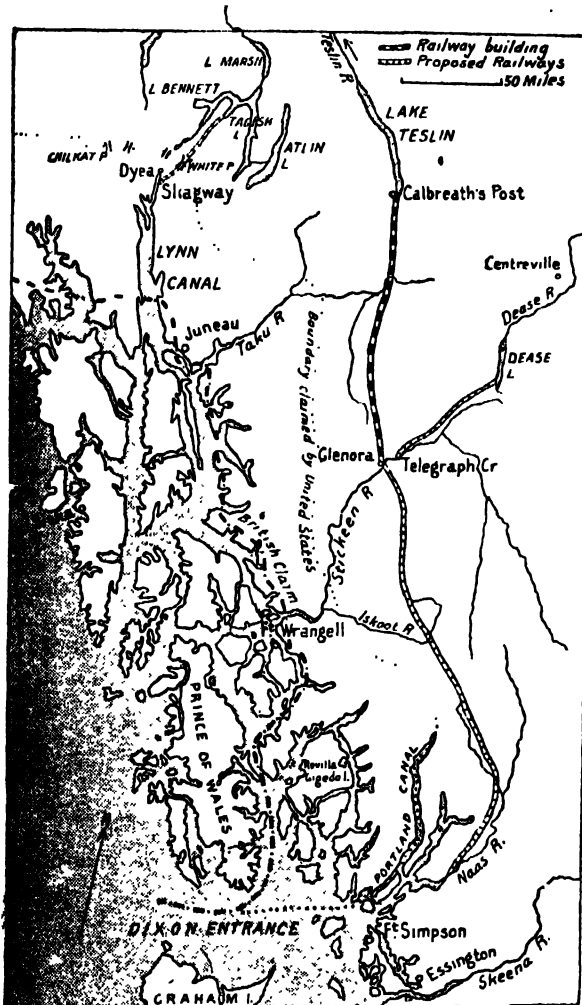 Railway building
Proposed Railways
50 Miles
Teslin R
L MARSH
L BENNETT
TAGISH
L
ATLIN
L
LAKE
TESLIN
CHILKAT P
WHITE P
Dyea
Skagway
Calbreath's Post
LYNN
CANAL
Centreville
Dease R
DEASE
L
Juneau
Taku R
Boundary claimed by United States
Glenora
Telegraph Cr
Stickeen R
British Claim
Ft Wrangell
Iskoot R
PRINCE OF WALES
Revilla G
igedo I.
PORTLAND CANAL
Naas R.
DIXON ENTRANCE
Ft Simpson
Essington
Skeena R.
GRAHAM I.